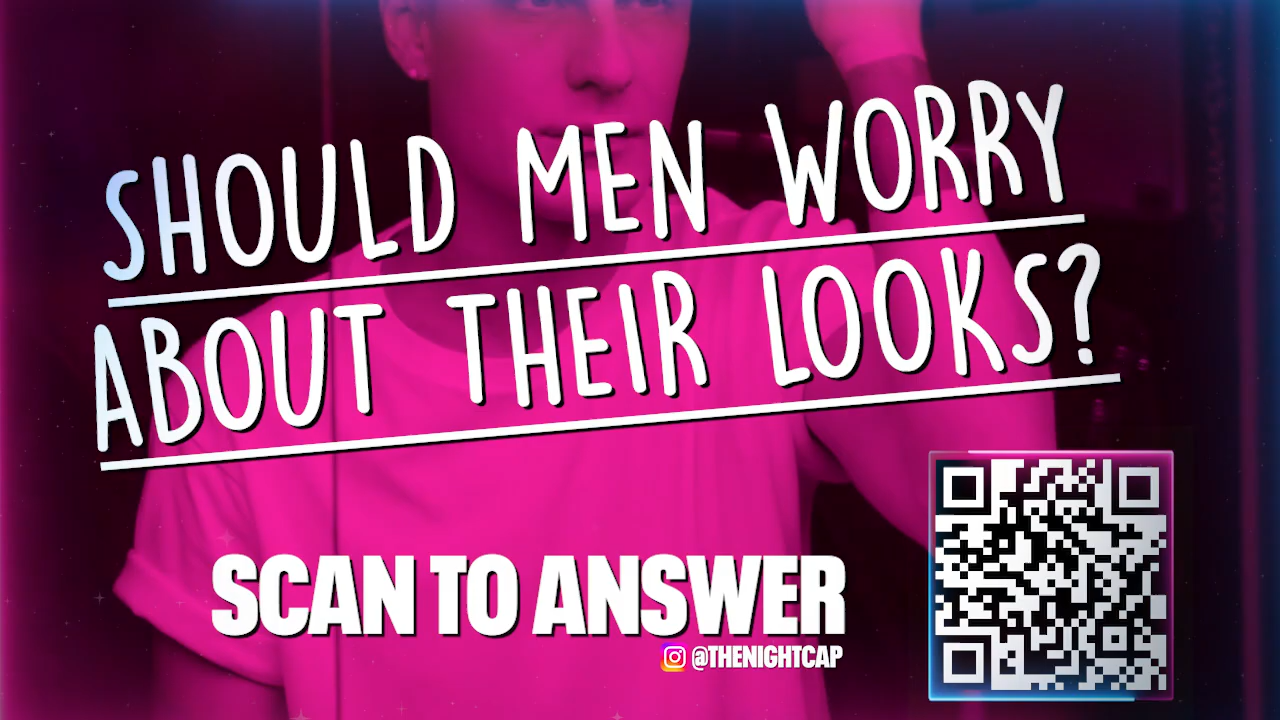 SHOULD MEN WORRY
ABOUT THEIR LOOKS?
SCAN TO ANSWER
@THENIGHTCAP